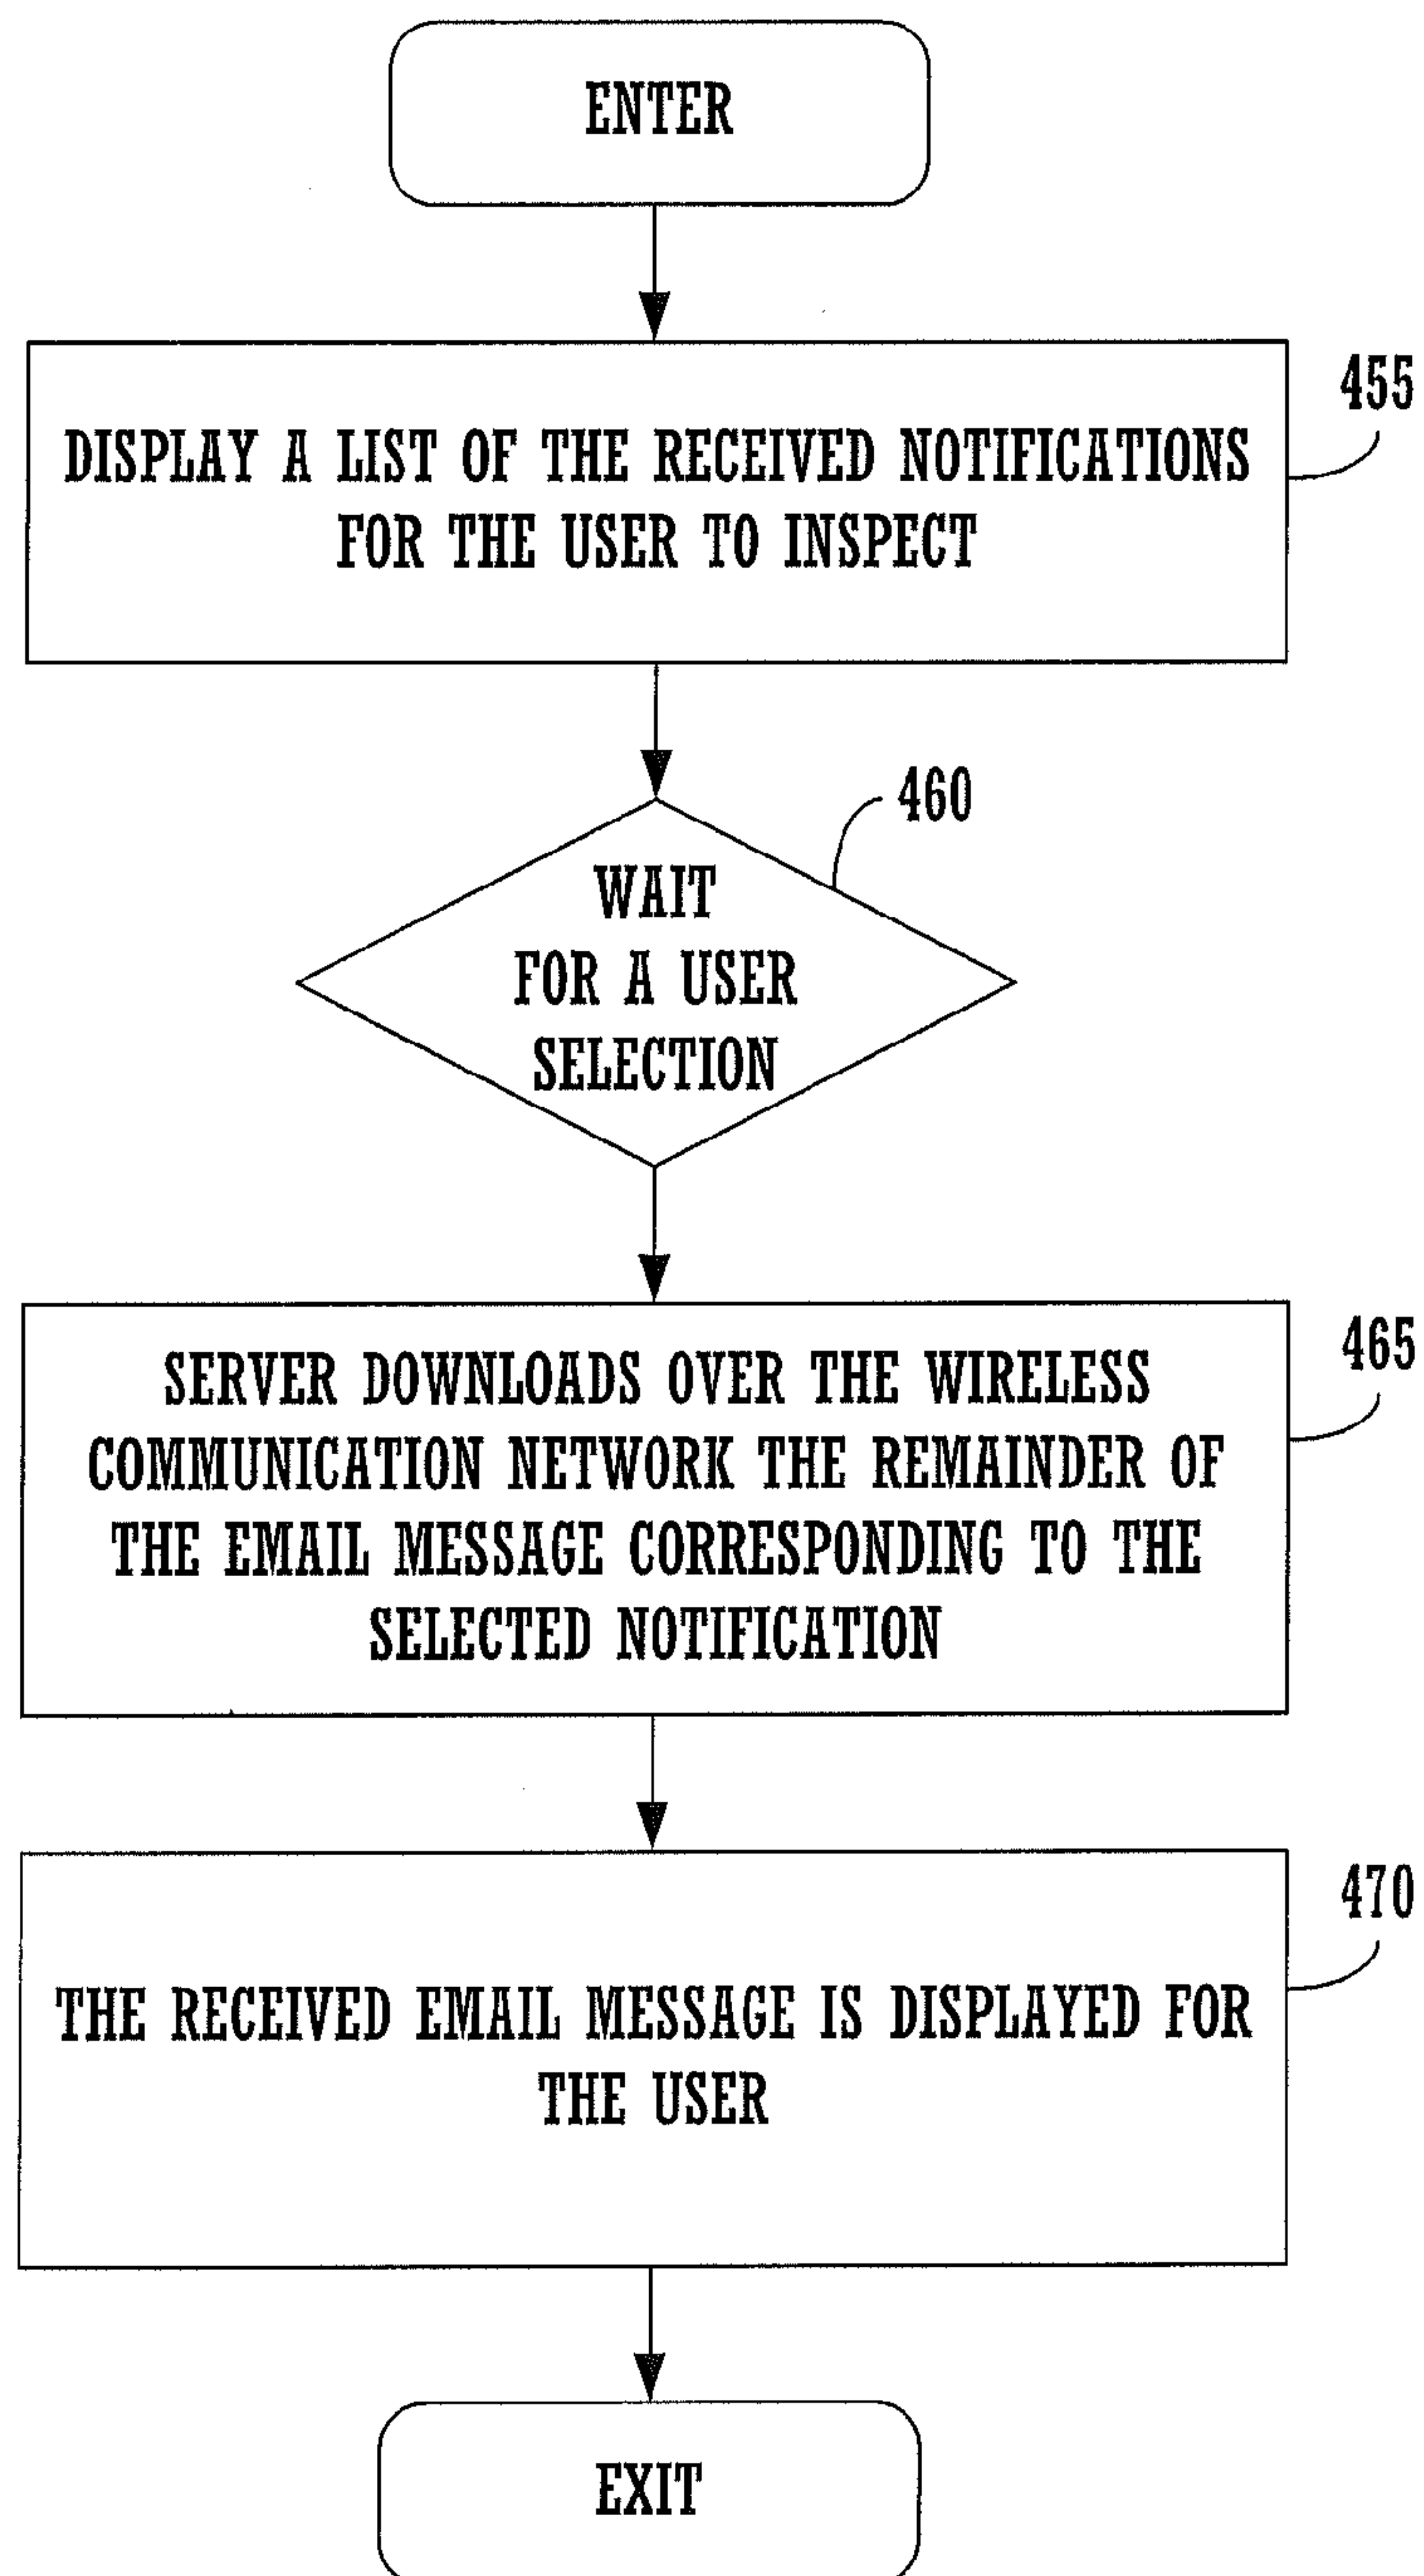 ENTER
455
DISPLAY A LIST OF THE RECEIVED NOTIFICATIONS
FOR THE USER TO INSPECT
460
WAIT
FOR A USER
SELECTION
465
SERVER DOWNLOADS OVER THE WIRELESS
COMMUNICATION NETWORK THE REMAINDER OF
THE EMAIL MESSAGE CORRESPONDING TO THE
SELECTED NOTIFICATION
470
THE RECEIVED EMAIL MESSAGE IS DISPLAYED FOR
THE USER
EXIT